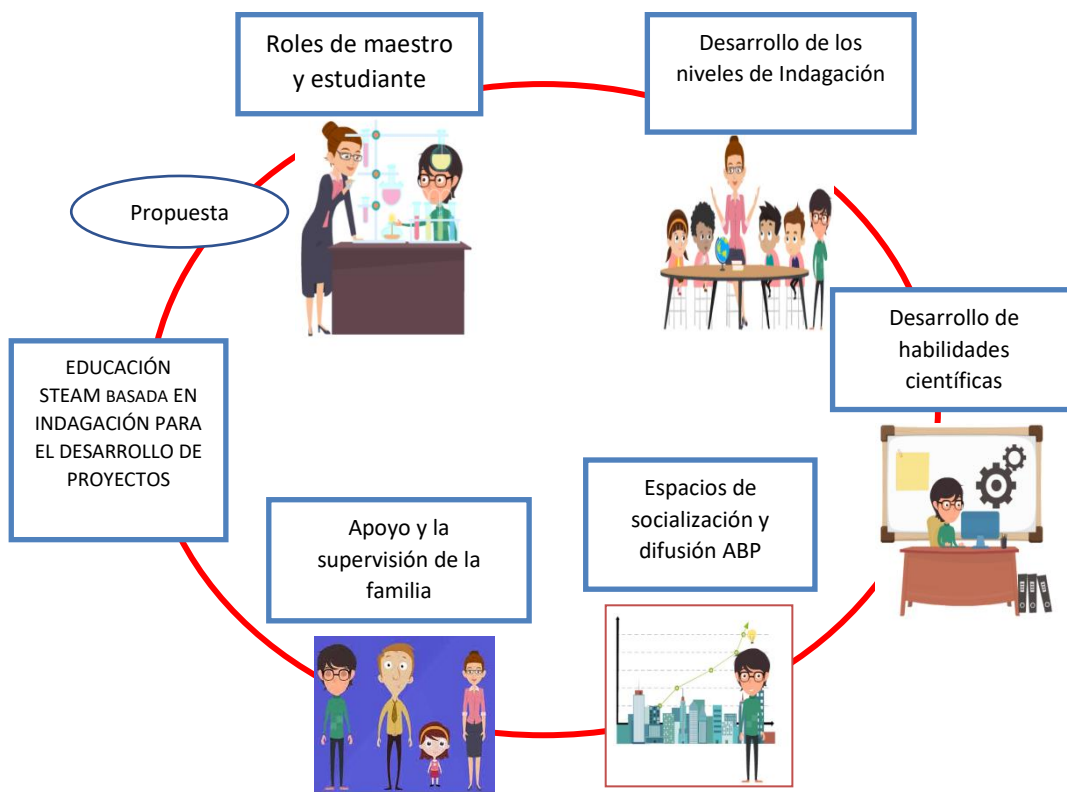 Roles de maestro
y estudiante
Desarrollo de los
niveles de Indagación
Propuesta
Desarrollo de
habilidades
científicas
EDUCACIÓN
STEAM BASADA EN
INDAGACIÓN PARA
EL DESARROLLO DE
PROYECTOS
Espacios de
socialización y
difusión ABP
Apoyo y la
supervisión de la
familia